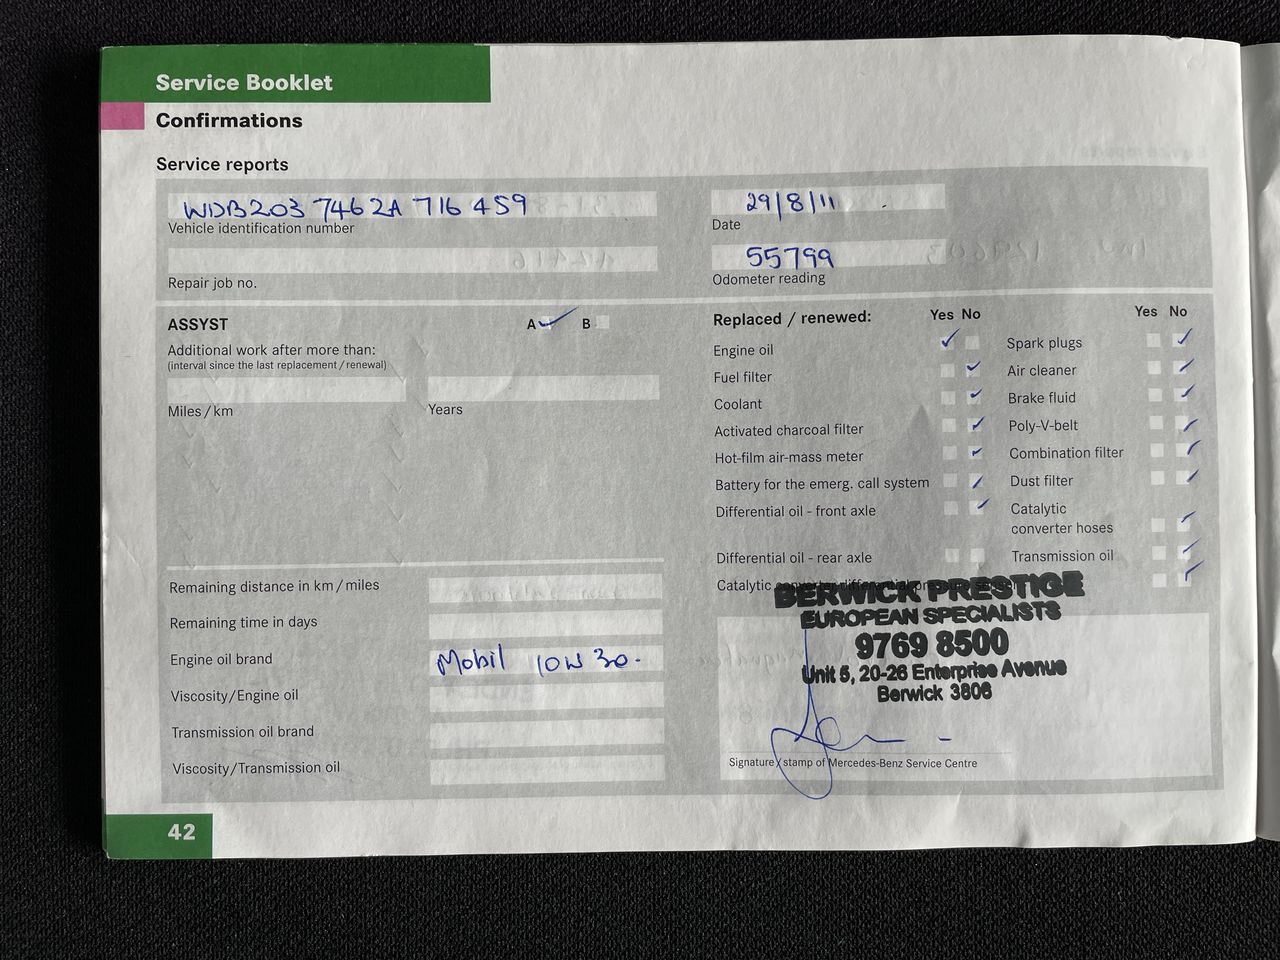 Service Booklet
Confirmations
Service reports
WDB203 7462A 716 459
Vehicle identification number
29/8/11
Date
Repair job no.
55799
Odometer reading
ASSYST A ✓ B
Additional work after more than:
(interval since the last replacement/renewal)
Miles/km
Years
Remaining distance in km/miles
Remaining time in days
Engine oil brand Mobil 10W 30.
Viscosity/Engine oil
Transmission oil brand
Viscosity/Transmission oil
Replaced / renewed: Yes No
Engine oil ✓
Fuel filter ✓
Coolant ✓
Activated charcoal filter ✓
Hot-film air-mass meter ✓
Battery for the emerg. call system ✓
Differential oil - front axle ✓
Differential oil - rear axle
Catalytic
Yes No
Spark plugs ✓
Air cleaner ✓
Brake fluid ✓
Poly-V-belt ✓
Combination filter ✓
Dust filter ✓
Catalytic
converter hoses ✓
Transmission oil ✓
✓
BERWICK PRESTIGE
EUROPEAN SPECIALISTS
9769 8500
Unit 5, 20-26 Enterprise Avenue
Berwick 3806
Signature / stamp of Mercedes-Benz Service Centre
42